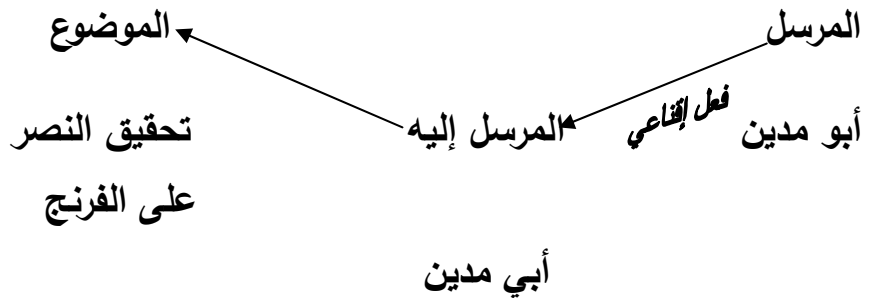 المرسل
الموضوع
فعل إقناعي
أبو مدين
المرسل إليه
تحقيق النصر
على الفرنج
أبي مدين